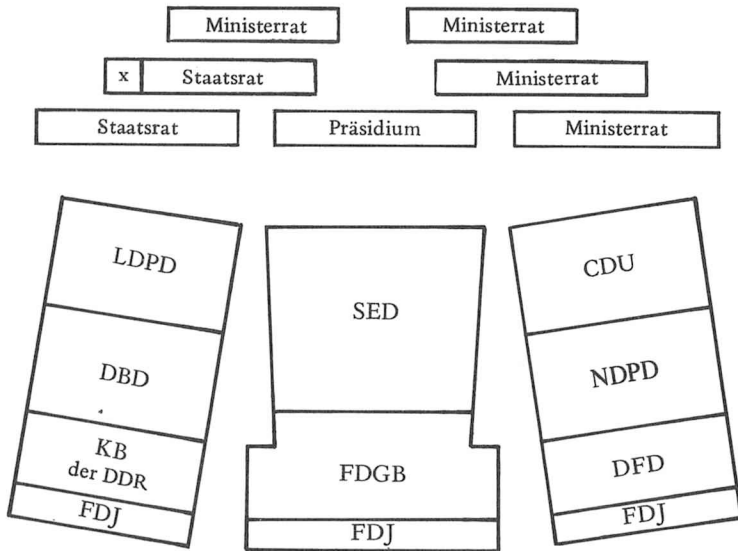 Ministerrat
Ministerrat
x
Staatsrat
Ministerrat
Staatsrat
Präsidium
Ministerrat
LDPD
DBD
KB
der DDR
FDJ
SED
FDGB
FDJ
CDU
NDPD
DFD
FDJ